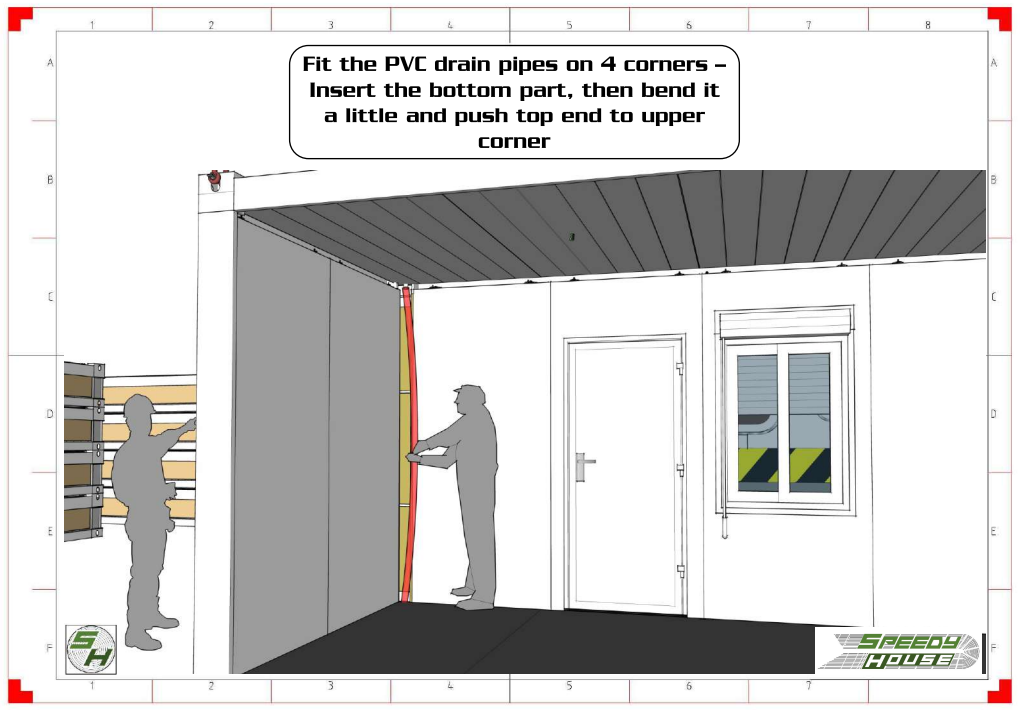 1 2 3 4 5 6 7 8
A A
Fit the PVC drain pipes on 4 corners –
Insert the bottom part, then bend it
a little and push top end to upper
corner
B B
C C
D D
E E
F F
SH
SPEEDY
HOUSE
1 2 3 4 5 6 7